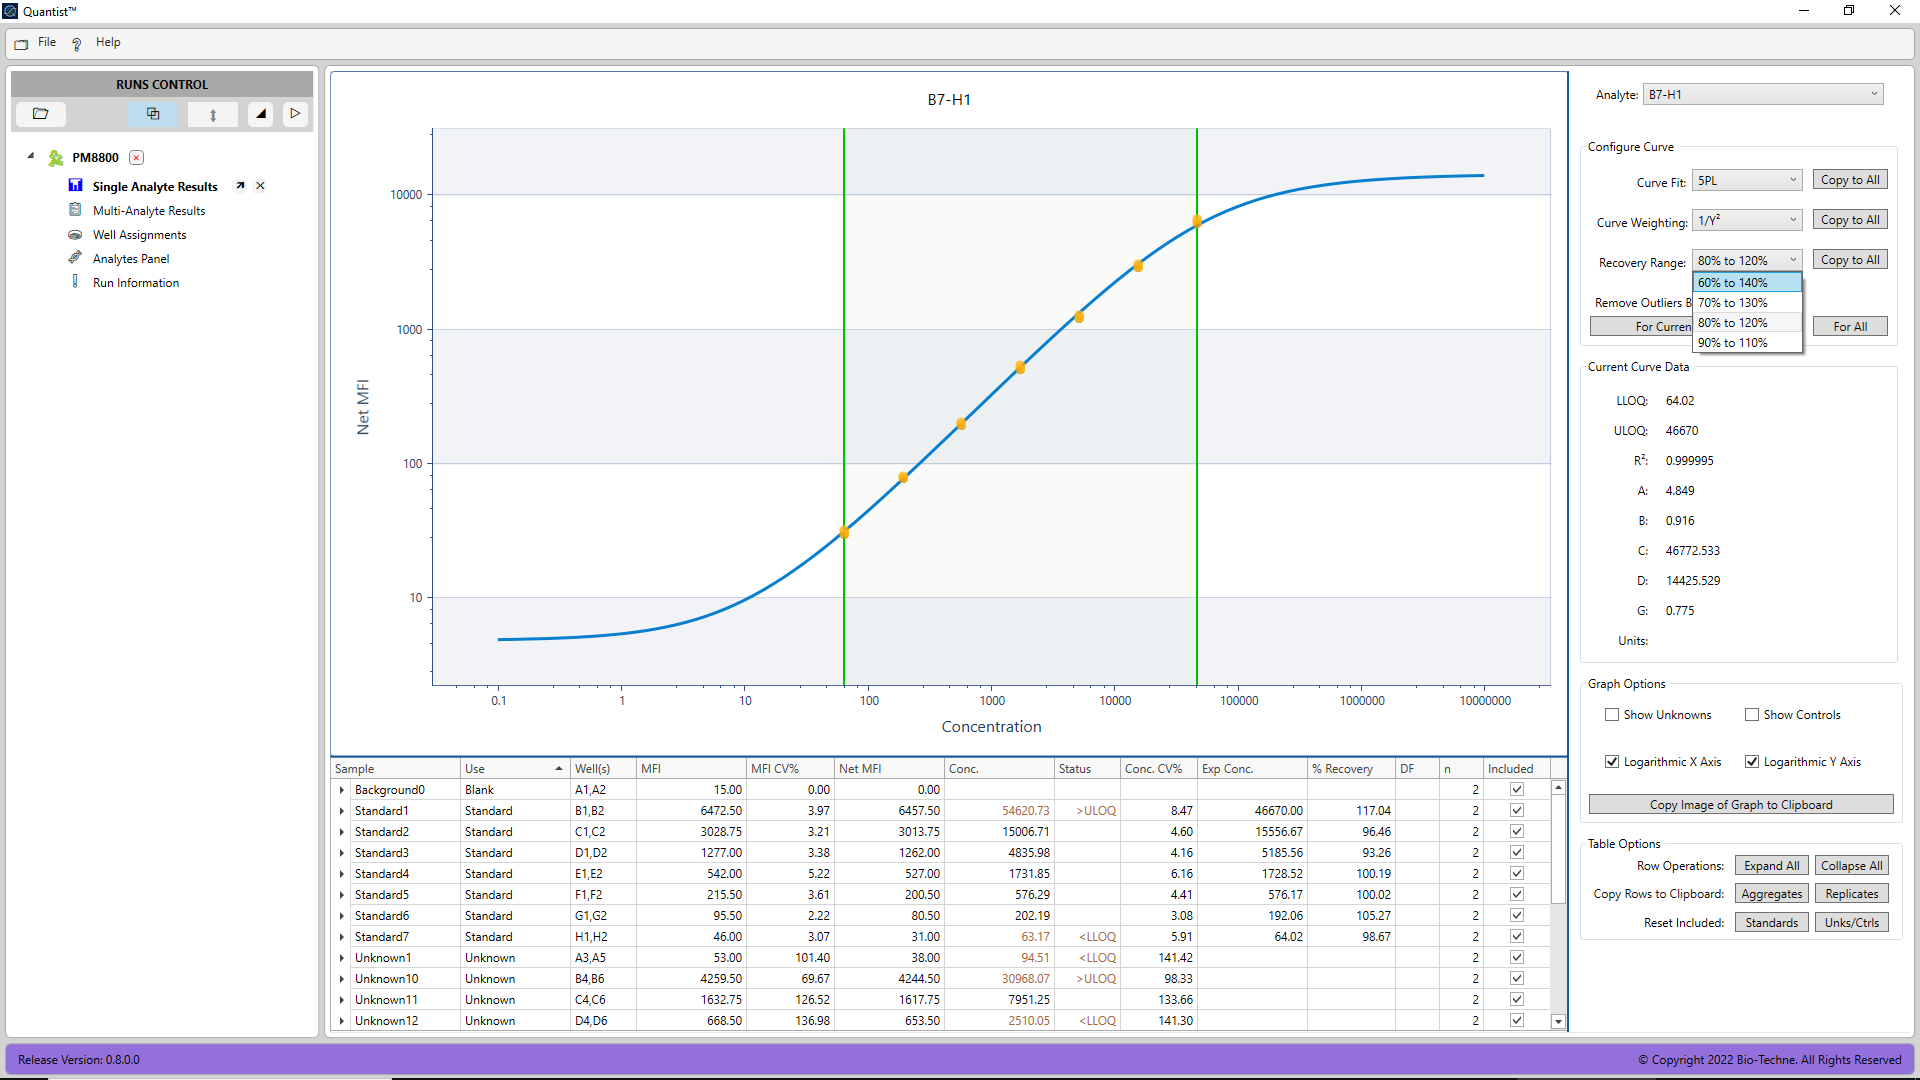 Quantist™
File
Help
RUNS CONTROL
PM8800
Single Analyte Results
Multi-Analyte Results
Well Assignments
Analytes Panel
Run Information
B7-H1
Net MFI
10000
1000
100
10
0.1 1 10 100 1000 10000 100000 1000000 10000000
Concentration
Sample Use Well(s) MFI MFI CV% Net MFI Conc. Status Conc. CV% Exp Conc. % Recovery DF n Included
Background0 Blank A1,A2 15.00 0.00 0.00 2
Standard1 Standard B1,B2 6472.50 3.97 6457.50 54620.73 >ULOQ 8.47 46670.00 117.04 2
Standard2 Standard C1,C2 3028.75 3.21 3013.75 15006.71 4.60 15556.67 96.46 2
Standard3 Standard D1,D2 1277.00 3.38 1262.00 4835.98 4.16 5185.56 93.26 2
Standard4 Standard E1,E2 542.00 5.22 527.00 1731.85 6.16 1728.52 100.19 2
Standard5 Standard F1,F2 215.50 3.61 200.50 576.29 4.41 576.17 100.02 2
Standard6 Standard G1,G2 95.50 2.22 80.50 202.19 3.08 192.06 105.27 2
Standard7 Standard H1,H2 46.00 3.07 31.00 63.17 <LLOQ 5.91 64.02 98.67 2
Unknown1 Unknown A3,A5 53.00 101.40 38.00 94.51 <LLOQ 141.42 2
Unknown10 Unknown B4,B6 4259.50 69.67 4244.50 30968.07 >ULOQ 98.33 2
Unknown11 Unknown C4,C6 1632.75 126.52 1617.75 7951.25 133.66 2
Unknown12 Unknown D4,D6 668.50 136.98 653.50 2510.05 <LLOQ 141.30 2
Analyte: B7-H1
Configure Curve
Curve Fit: 5PL Copy to All
Curve Weighting: 1/Y² Copy to All
Recovery Range: 80% to 120% Copy to All
60% to 140%
Remove Outliers B 70% to 130%
80% to 120%
For Curren For All
90% to 110%
Current Curve Data
LLOQ: 64.02
ULOQ: 46670
R²: 0.999995
A: 4.849
B: 0.916
C: 46772.533
D: 14425.529
G: 0.775
Units:
Graph Options
Show Unknowns Show Controls
Logarithmic X Axis Logarithmic Y Axis
Copy Image of Graph to Clipboard
Table Options
Row Operations: Expand All Collapse All
Copy Rows to Clipboard: Aggregates Replicates
Reset Included: Standards Unks/Ctrls
Release Version: 0.8.0.0
© Copyright 2022 Bio-Techne. All Rights Reserved